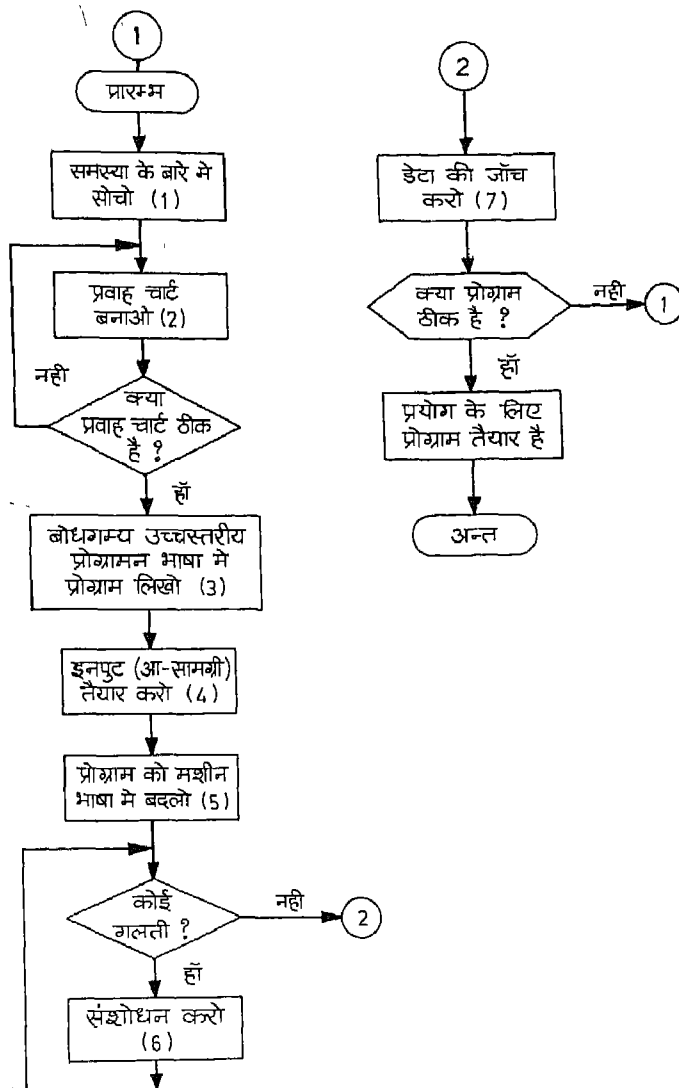 1
प्रारम्भ
समस्या के बारे मे
सोचो (1)
प्रवाह चार्ट
बनाओ (2)
नही
क्या
प्रवाह चार्ट ठीक
है ?
हाँ
बोधगम्य उच्चस्तरीय
प्रोग्रामन भाषा मे
प्रोग्राम लिखो (3)
इनपुट (आ-सामग्री)
तैयार करो (4)
प्रोग्राम को मशीन
भाषा मे बदलो (5)
कोई
गलती ?
नही
2
हाँ
संशोधन करो
(6)
2
डेटा की जाँच
करो (7)
क्या प्रोग्राम
ठीक है ?
नही
1
हाँ
प्रयोग के लिए
प्रोग्राम तैयार है
अन्त